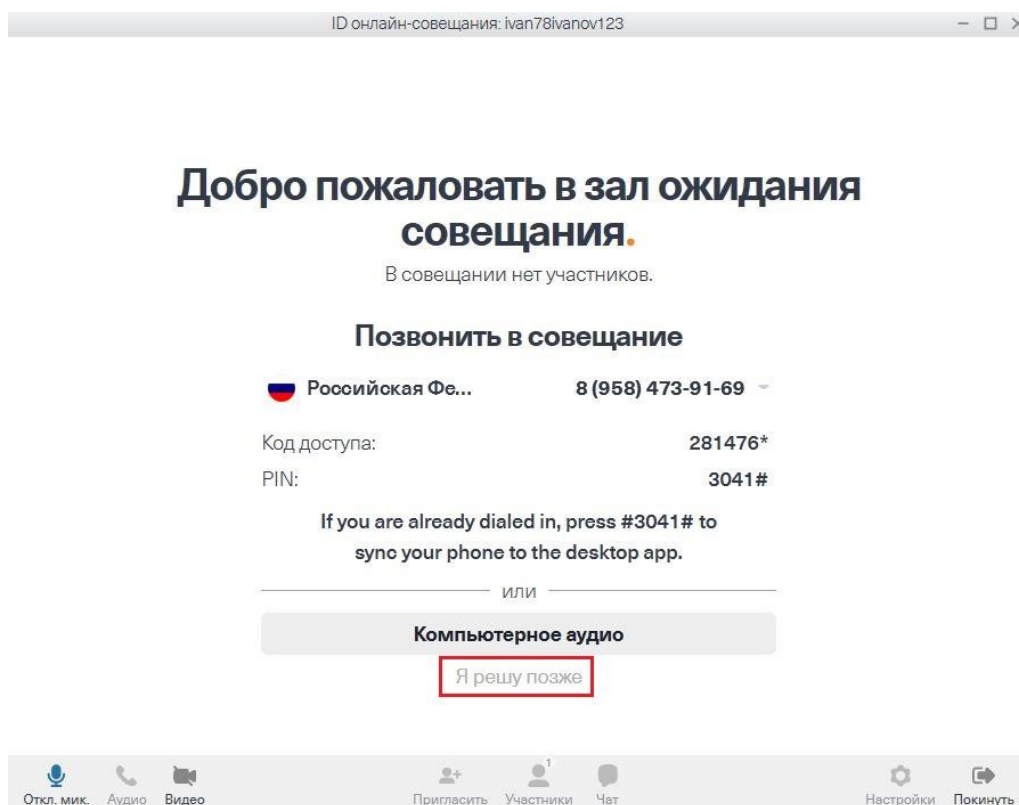 ID онлайн-совещания: ivan78ivanov123
Добро пожаловать в зал ожидания
совещания.
В совещании нет участников.
Позвонить в совещание
Российская Фе... 8 (958) 473-91-69
Код доступа: 281476*
PIN: 3041#
If you are already dialed in, press #3041# to
sync your phone to the desktop app.
или
Компьютерное аудио
Я решу позже
1
Откл. мик. Аудио Видео Пригласить Участники Чат Настройки Покинуть